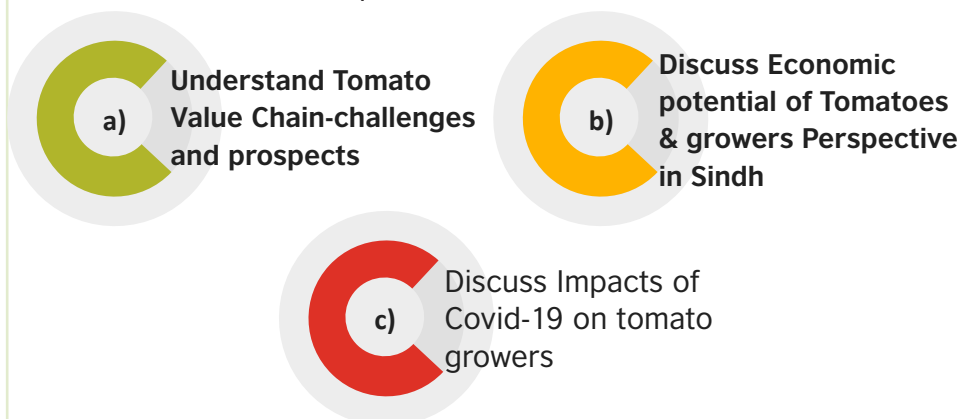 a)
Understand Tomato
Value Chain-challenges
and prospects
b)
Discuss Economic
potential of Tomatoes
& growers Perspective
in Sindh
c)
Discuss Impacts of
Covid-19 on tomato
growers